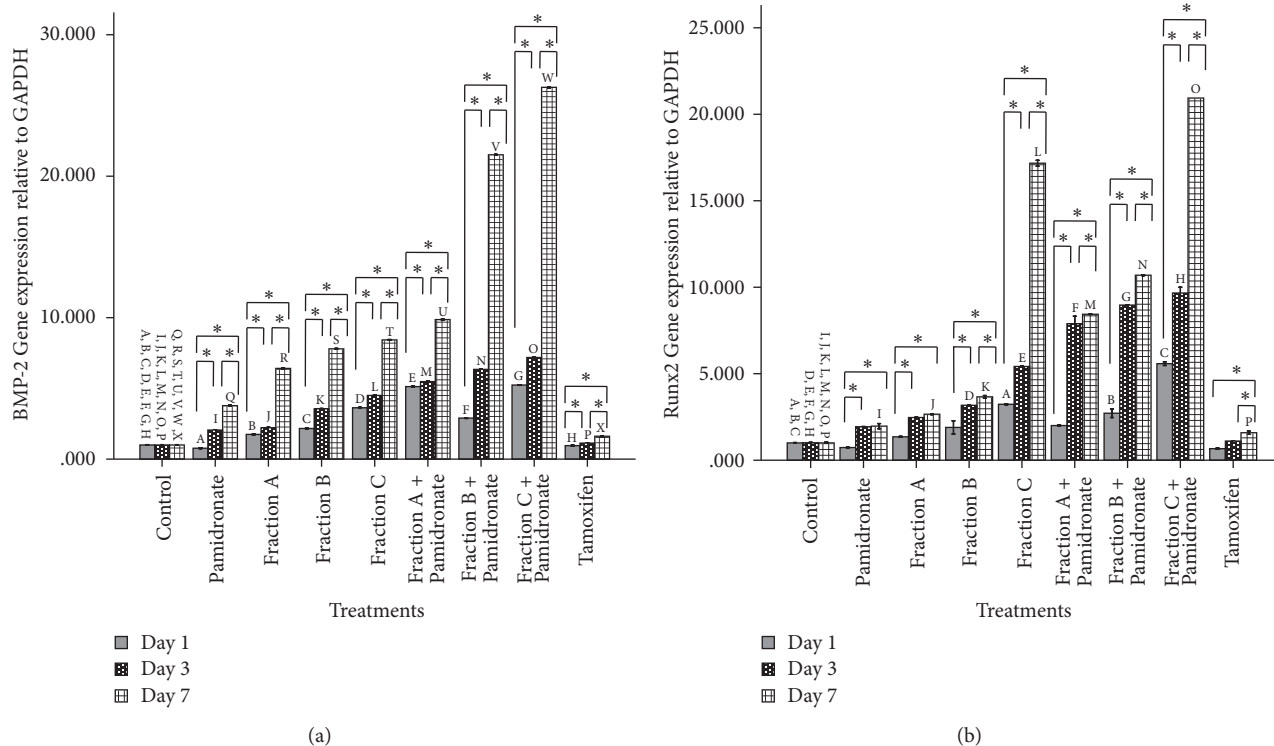 BMP-2 Gene expression relative to GAPDH
30.000
20.000
10.000
.000
A, B, C, D, E, F, G, H
I, J, K, L, M, N, O, P
Q, R, S, T, U, V, W, X
* * *
A I Q
* * *
B J R
* * *
C K S
* * *
D L T
* * *
E M U
* * *
F N V
* * *
G O W
* * *
H P X
Control
Pamidronate
Fraction A
Fraction B
Fraction C
Fraction A +
Pamidronate
Fraction B +
Pamidronate
Fraction C +
Pamidronate
Tamoxifen
Treatments
Day 1
Day 3
Day 7
(a)
Runx2 Gene expression relative to GAPDH
25.000
20.000
15.000
10.000
5.000
.000
A, B, C
D, E, F, G, H
I, J, K, L, M, N, O, P
* *
I
* *
J
* * *
D K
* * *
A E L
* * *
F M
* * *
B G N
* * *
C H O
* *
P
Control
Pamidronate
Fraction A
Fraction B
Fraction C
Fraction A +
Pamidronate
Fraction B +
Pamidronate
Fraction C +
Pamidronate
Tamoxifen
Treatments
Day 1
Day 3
Day 7
(b)